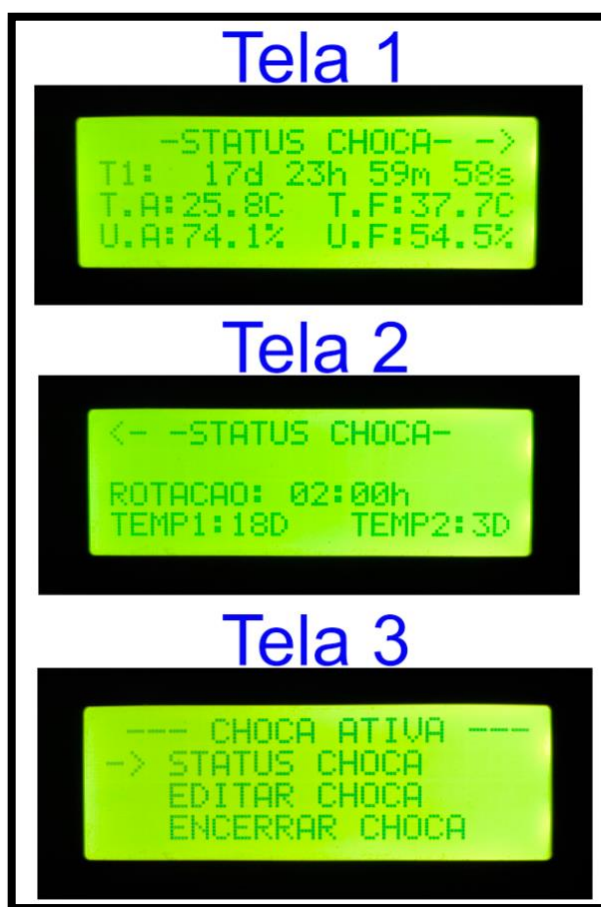 Tela 1
-STATUS CHOCA- ->
T1: 17d 23h 59m 58s
T.A:25.8C T.F:37.7C
U.A:74.1% U.F:54.5%
Tela 2
<- -STATUS CHOCA-
ROTACAO: 02:00h
TEMP1:18D TEMP2:3D
Tela 3
--- CHOCA ATIVA ---
-> STATUS CHOCA
EDITAR CHOCA
ENCERRAR CHOCA